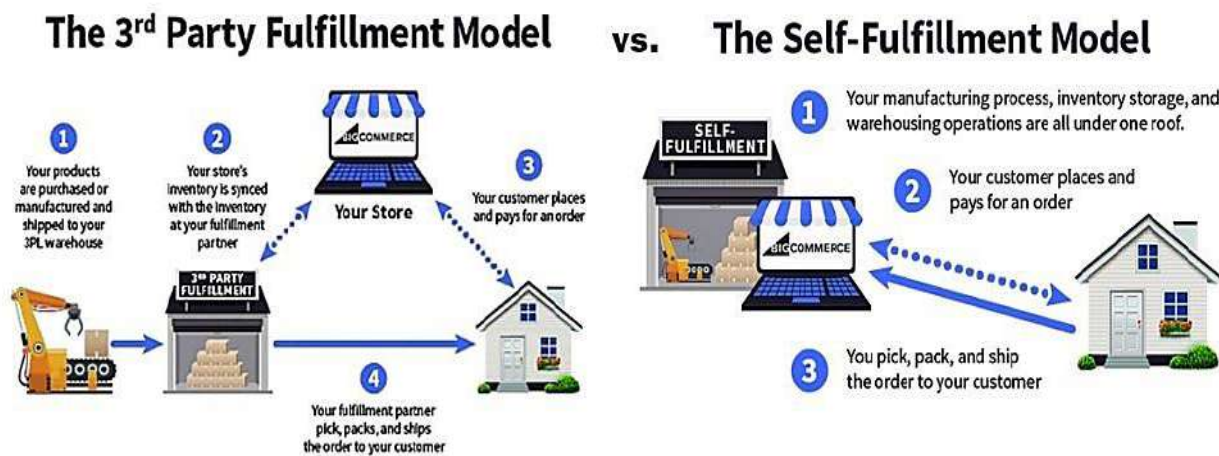 The 3rd Party Fulfillment Model
vs.
The Self-Fulfillment Model
1
Your products
are purchased or
manufactured and
shipped to your
3PL warehouse
2
Your store's
inventory is synced
with the inventory
at your fulfillment
partner
BIGCOMMERCE
Your Store
3
Your customer places
and pays for an order
3RD PARTY
FULFILLMENT
4
Your fulfillment partner
pick, packs, and ships
the order to your customer
SELF-
FULFILLMENT
BIGCOMMERCE
1
Your manufacturing process, inventory storage, and
warehousing operations are all under one roof.
2
Your customer places and
pays for an order
3
You pick, pack, and ship
the order to your customer